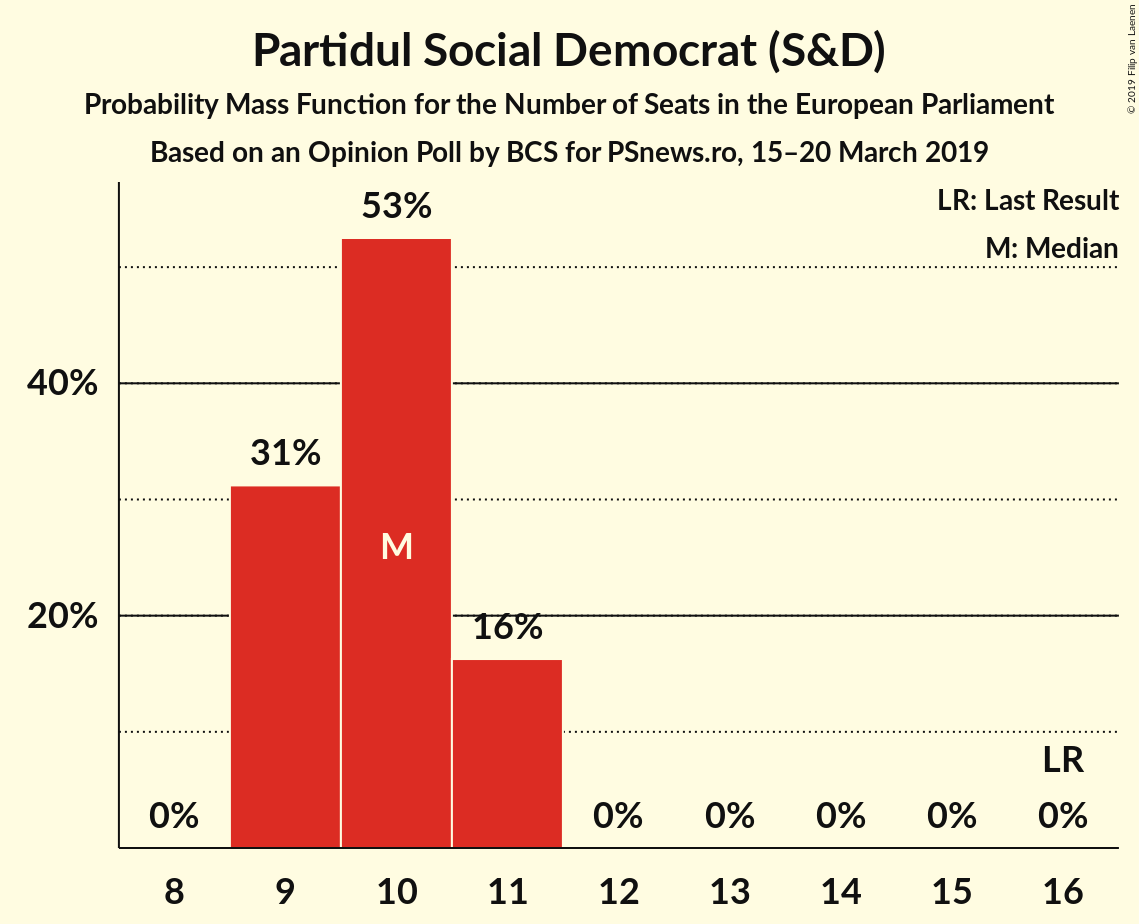 Partidul Social Democrat (S&D)
Probability Mass Function for the Number of Seats in the European Parliament
Based on an Opinion Poll by BCS for PSnews.ro, 15–20 March 2019
© 2019 Filip van Laenen
LR: Last Result
M: Median
53%
40%
31%
M
20%
16%
LR
0%
0%
0%
0%
0%
0%
8
9
10
11
12
13
14
15
16